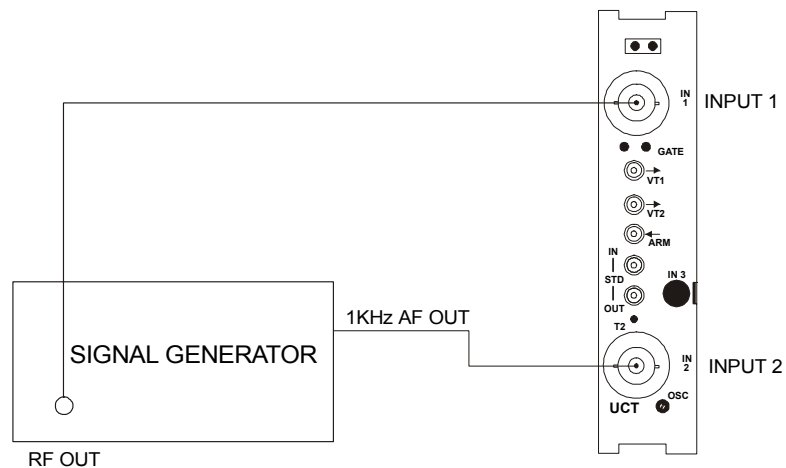 IN
1
INPUT 1
GATE
VT1
VT2
ARM
IN
STD
OUT
IN 3
T2
1KHz AF OUT
SIGNAL GENERATOR
IN
2
INPUT 2
OSC
UCT
RF OUT